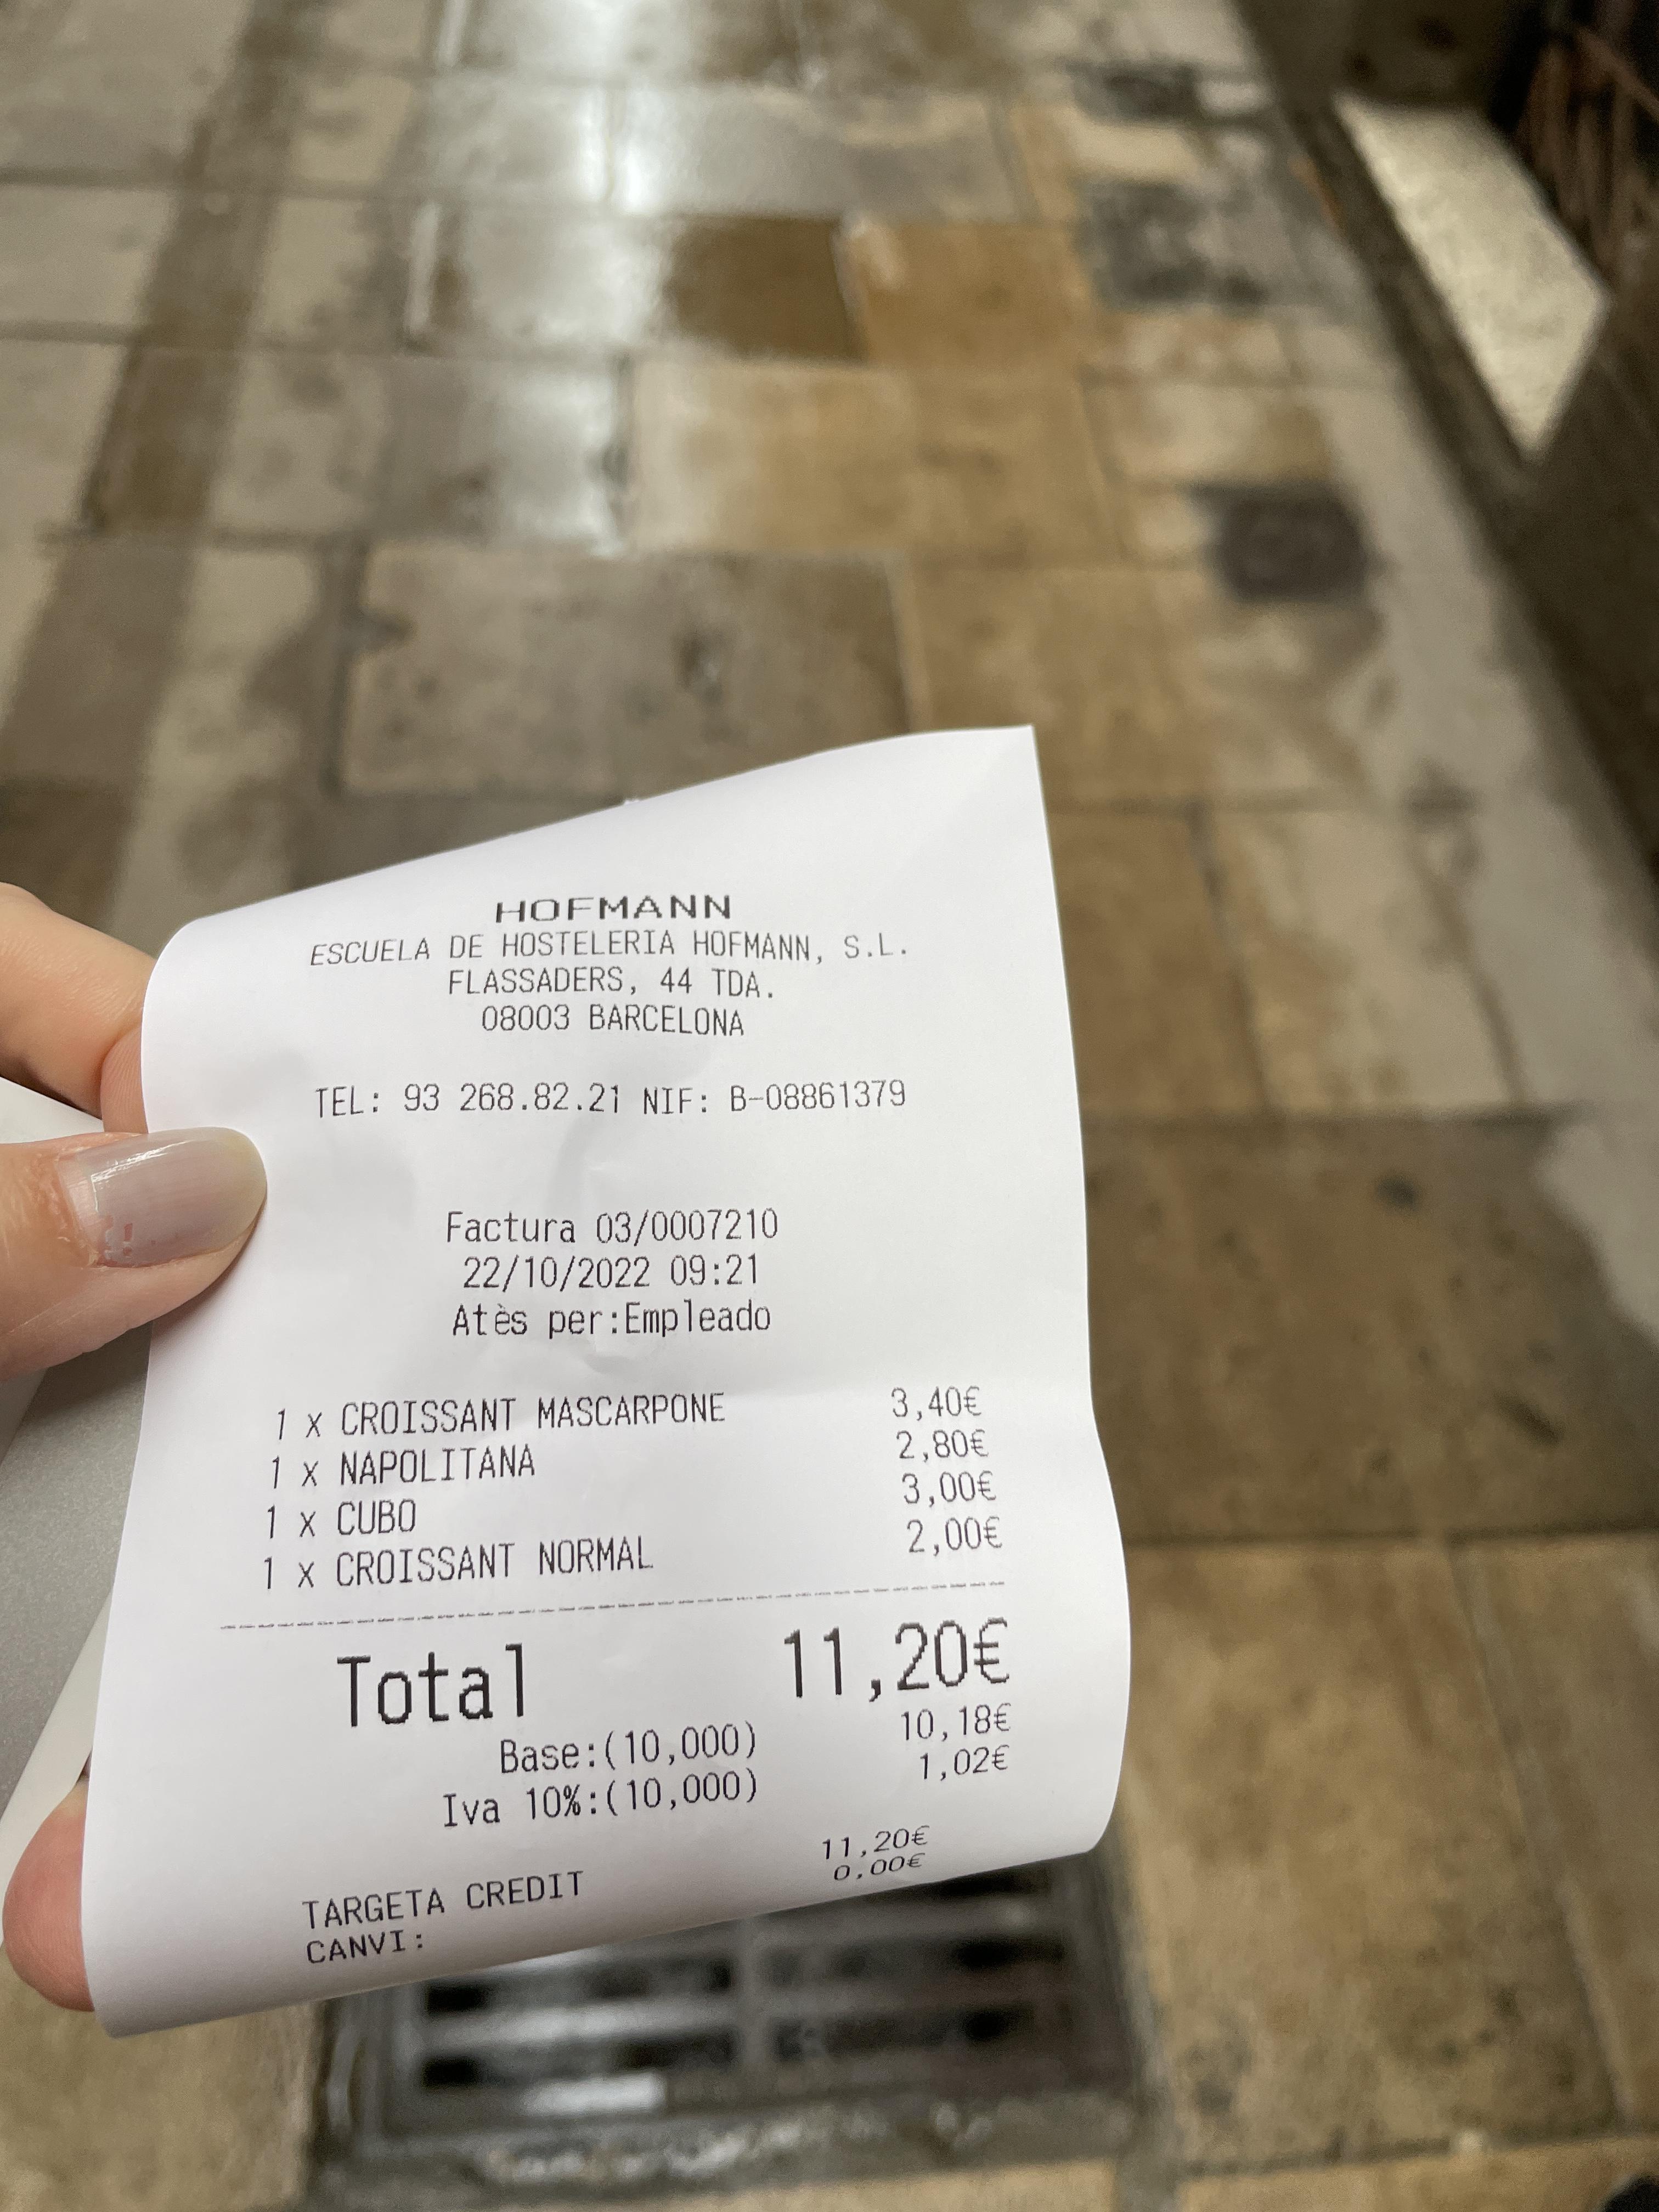 HOFMANN
ESCUELA DE HOSTELERIA HOFMANN, S.L.
FLASSADERS, 44 TDA.
08003 BARCELONA
TEL: 93 268.82.21 NIF: B-08861379
Factura 03/0007210
22/10/2022 09:21
Atès per:Empleado
1 x CROISSANT MASCARPONE 3,40€
1 x NAPOLITANA 2,80€
1 x CUBO 3,00€
1 x CROISSANT NORMAL 2,00€
Total 11,20€
Base:(10,000) 10,18€
Iva 10%:(10,000) 1,02€
TARGETA CREDIT 11,20€
CANVI: 0,00€